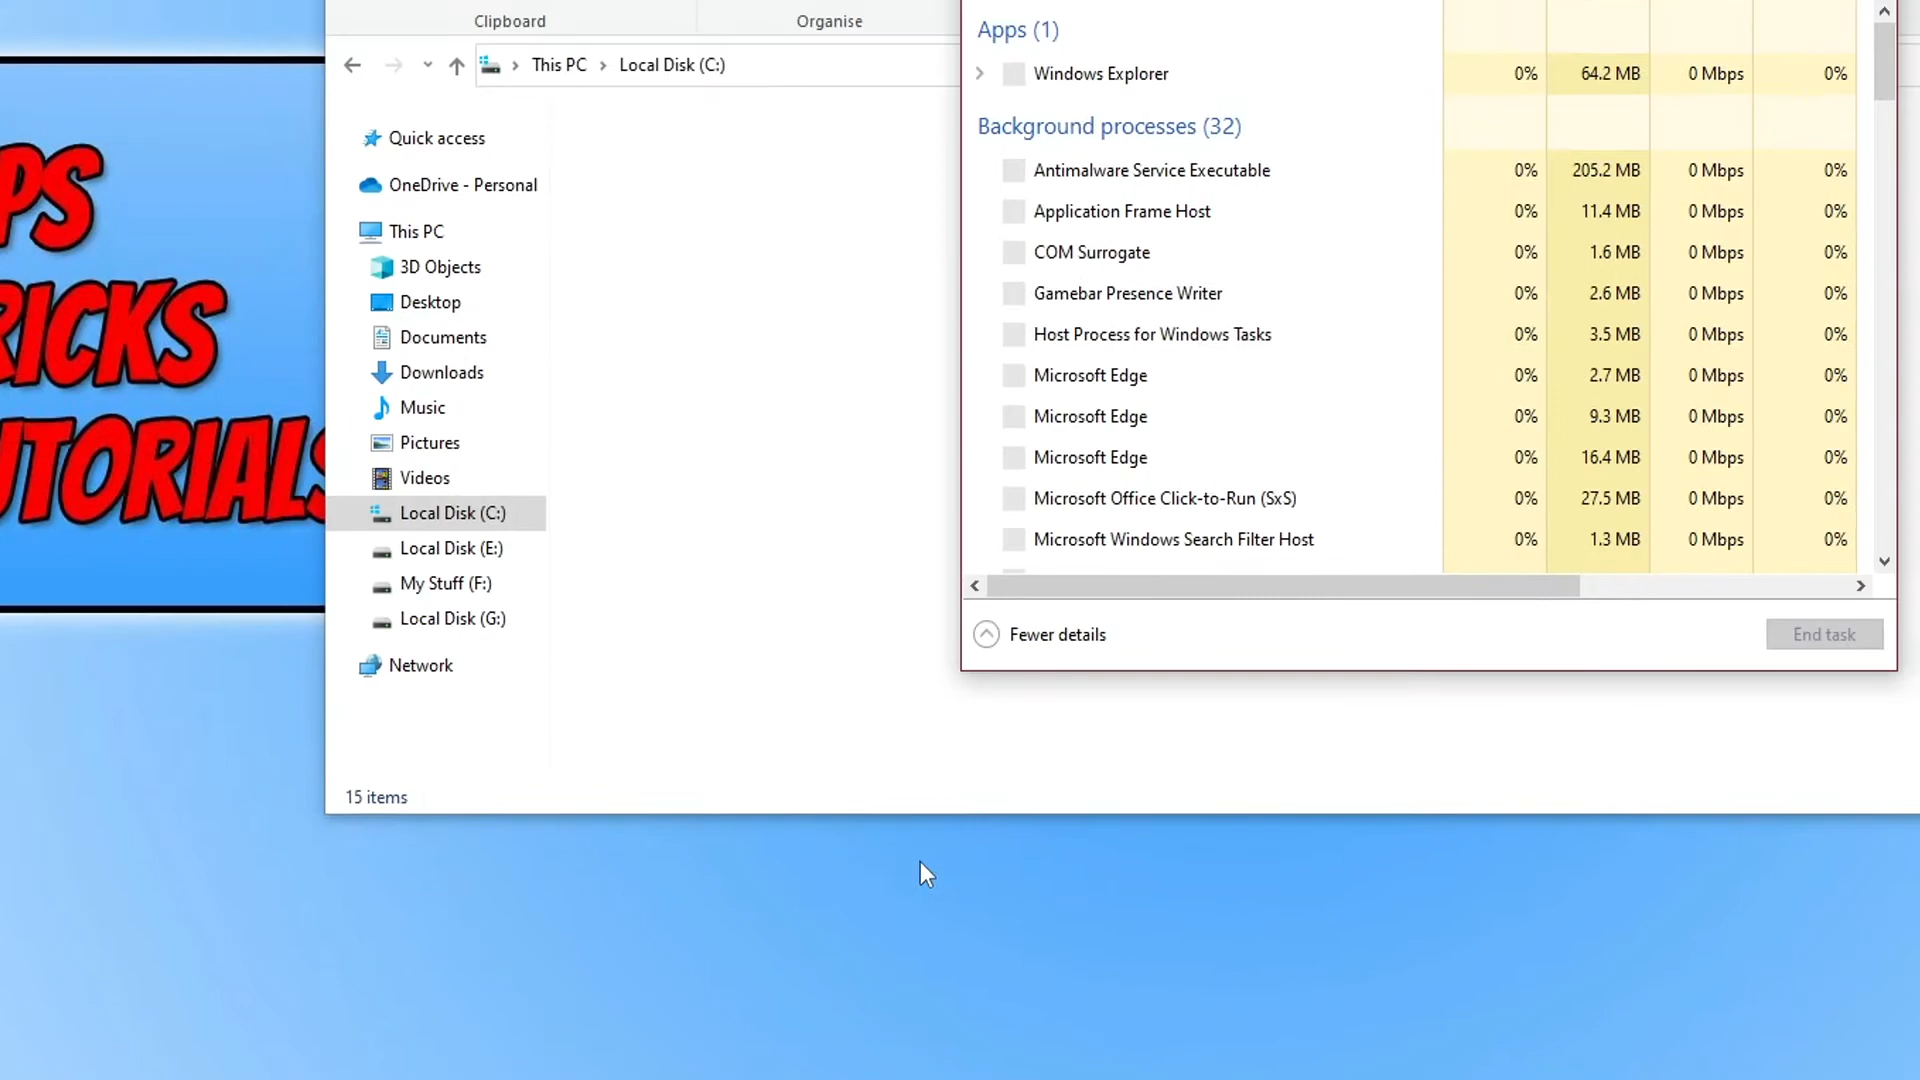 PS
RICKS
UTORIALS
Clipboard
Organise
This PC
Local Disk (C:)
Quick access
OneDrive - Personal
This PC
3D Objects
Desktop
Documents
Downloads
Music
Pictures
Videos
Local Disk (C:)
Local Disk (E:)
My Stuff (F:)
Local Disk (G:)
Network
15 items
Apps (1)
Windows Explorer 0% 64.2 MB 0 Mbps 0%
Background processes (32)
Antimalware Service Executable 0% 205.2 MB 0 Mbps 0%
Application Frame Host 0% 11.4 MB 0 Mbps 0%
COM Surrogate 0% 1.6 MB 0 Mbps 0%
Gamebar Presence Writer 0% 2.6 MB 0 Mbps 0%
Host Process for Windows Tasks 0% 3.5 MB 0 Mbps 0%
Microsoft Edge 0% 2.7 MB 0 Mbps 0%
Microsoft Edge 0% 9.3 MB 0 Mbps 0%
Microsoft Edge 0% 16.4 MB 0 Mbps 0%
Microsoft Office Click-to-Run (SxS) 0% 27.5 MB 0 Mbps 0%
Microsoft Windows Search Filter Host 0% 1.3 MB 0 Mbps 0%
Fewer details
End task